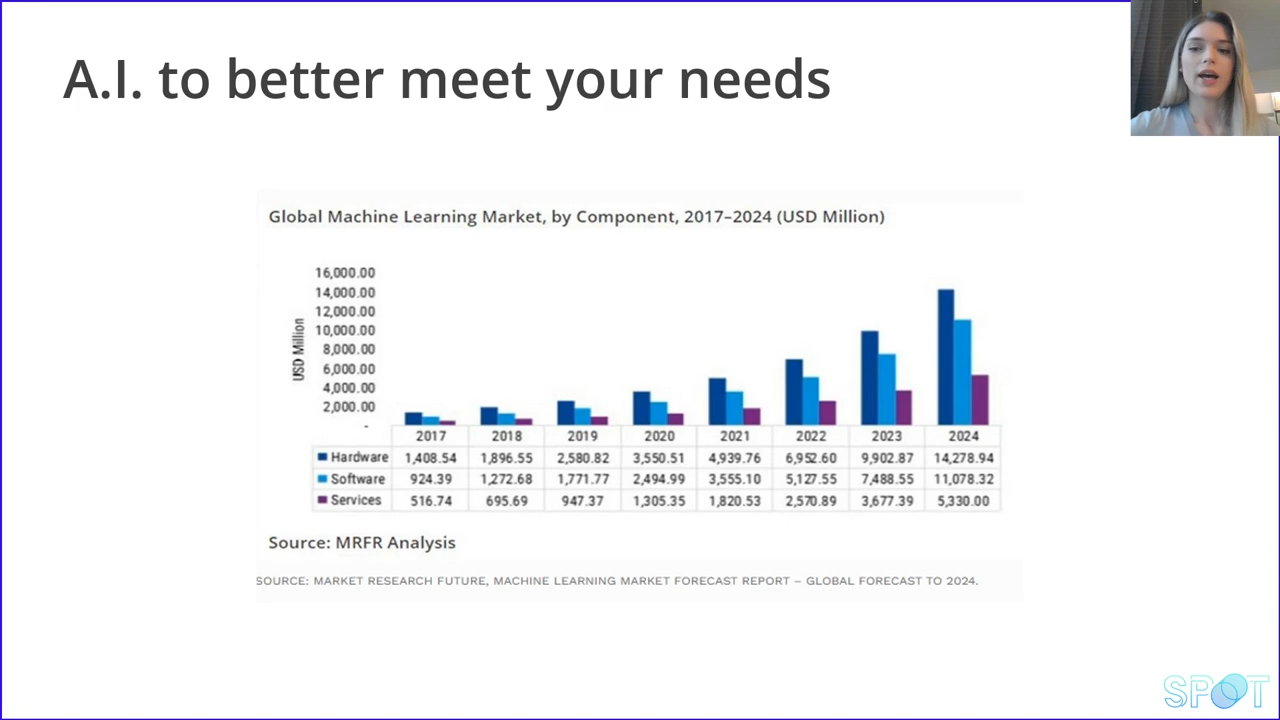 A.I. to better meet your needs
Global Machine Learning Market, by Component, 2017–2024 (USD Million)
USD Million
16,000.00
14,000.00
12,000.00
10,000.00
8,000.00
6,000.00
4,000.00
2,000.00
-
2017 2018 2019 2020 2021 2022 2023 2024
Hardware 1,408.54 1,896.55 2,580.82 3,550.51 4,939.76 6,952.60 9,902.87 14,278.94
Software 924.39 1,272.68 1,771.77 2,494.99 3,555.10 5,127.55 7,488.55 11,078.32
Services 516.74 695.69 947.37 1,305.35 1,820.53 2,570.89 3,677.39 5,330.00
Source: MRFR Analysis
SOURCE: MARKET RESEARCH FUTURE, MACHINE LEARNING MARKET FORECAST REPORT – GLOBAL FORECAST TO 2024.
SPOT